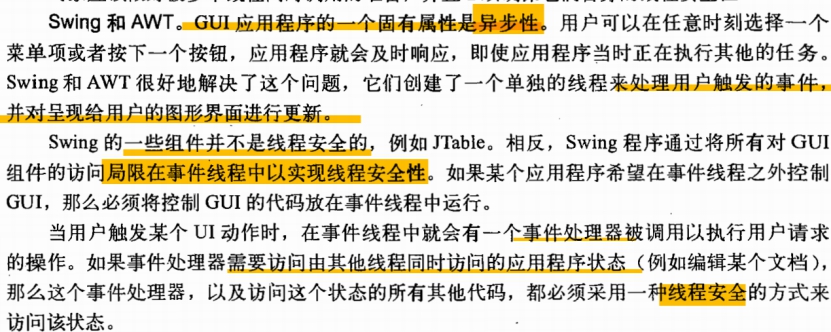 Swing 和 AWT。GUI 应用程序的一个固有属性是异步性。用户可以在任意时刻选择一个
菜单项或者按下一个按钮，应用程序就会及时响应，即使应用程序当时正在执行其他的任务。
Swing 和 AWT 很好地解决了这个问题，它们创建了一个单独的线程来处理用户触发的事件，
并对呈现给用户的图形界面进行更新。
Swing 的一些组件并不是线程安全的，例如 JTable。相反，Swing 程序通过将所有对 GUI
组件的访问局限在事件线程中以实现线程安全性。如果某个应用程序希望在事件线程之外控制
GUI，那么必须将控制 GUI 的代码放在事件线程中运行。
当用户触发某个 UI 动作时，在事件线程中就会有一个事件处理器被调用以执行用户请求
的操作。如果事件处理器需要访问由其他线程同时访问的应用程序状态（例如编辑某个文档），
那么这个事件处理器，以及访问这个状态的所有其他代码，都必须采用一种线程安全的方式来
访问该状态。